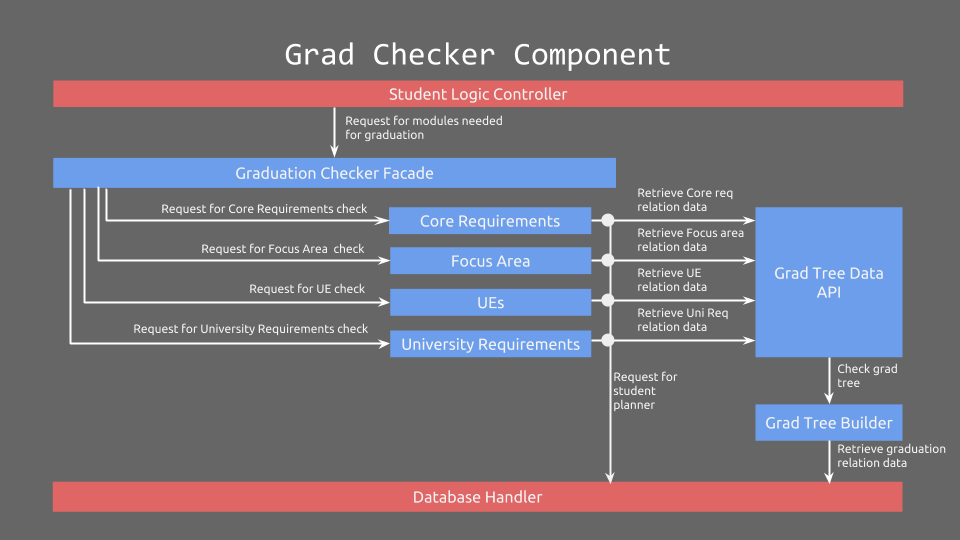 Grad Checker Component
Student Logic Controller
Request for modules needed
for graduation
Graduation Checker Facade
Request for Core Requirements check
Core Requirements
Retrieve Core req
relation data
Request for Focus Area check
Focus Area
Retrieve Focus area
relation data
Request for UE check
UEs
Retrieve UE
relation data
Request for University Requirements check
University Requirements
Retrieve Uni Req
relation data
Grad Tree Data
API
Request for
student
planner
Check grad
tree
Grad Tree Builder
Retrieve graduation
relation data
Database Handler